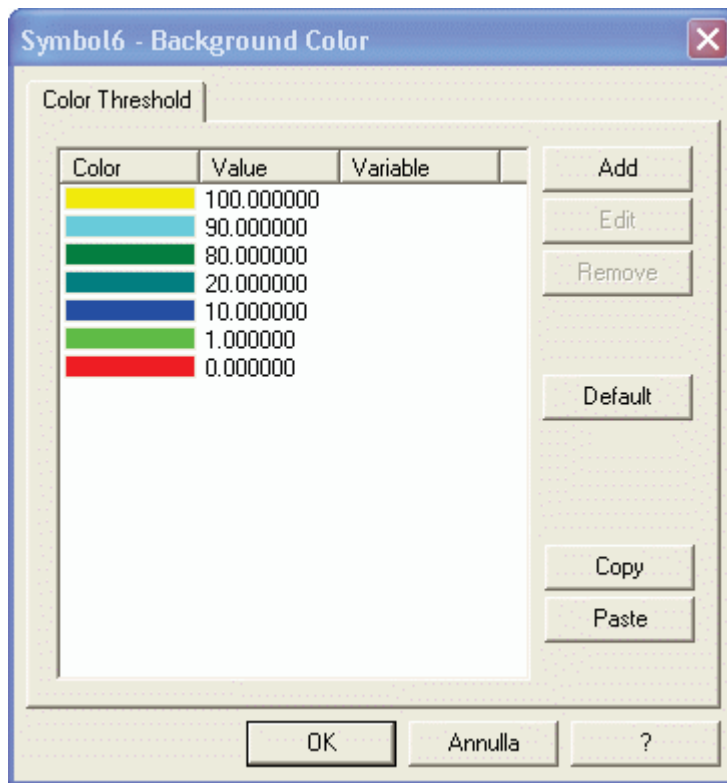 Symbol6 - Background Color
Color Threshold
Color Value Variable
100.000000
90.000000
80.000000
20.000000
10.000000
1.000000
0.000000
Add
Edit
Remove
Default
Copy
Paste
OK Annulla ?